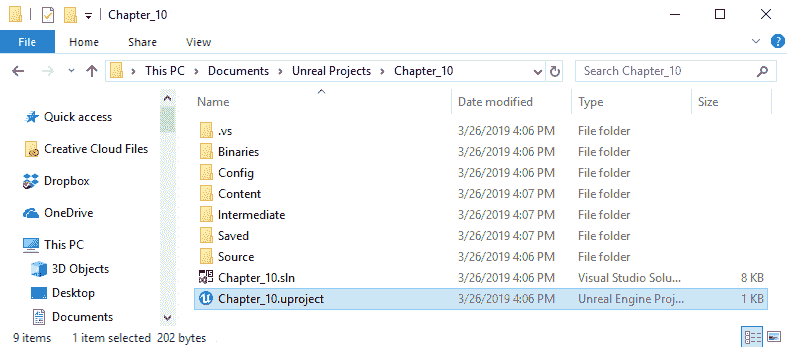 Chapter_10
File Home Share View
This PC Documents Unreal Projects Chapter_10 Search Chapter_10
Name Date modified Type Size
Quick access
Creative Cloud Files
Dropbox
OneDrive
This PC
3D Objects
Desktop
Documents
.vs 3/26/2019 4:06 PM File folder
Binaries 3/26/2019 4:06 PM File folder
Config 3/26/2019 4:06 PM File folder
Content 3/26/2019 4:07 PM File folder
Intermediate 3/26/2019 4:07 PM File folder
Saved 3/26/2019 4:07 PM File folder
Source 3/26/2019 4:06 PM File folder
Chapter_10.sln 3/26/2019 4:06 PM Visual Studio Solu... 8 KB
Chapter_10.uproject 3/26/2019 4:06 PM Unreal Engine Proj... 1 KB
9 items 1 item selected 202 bytes